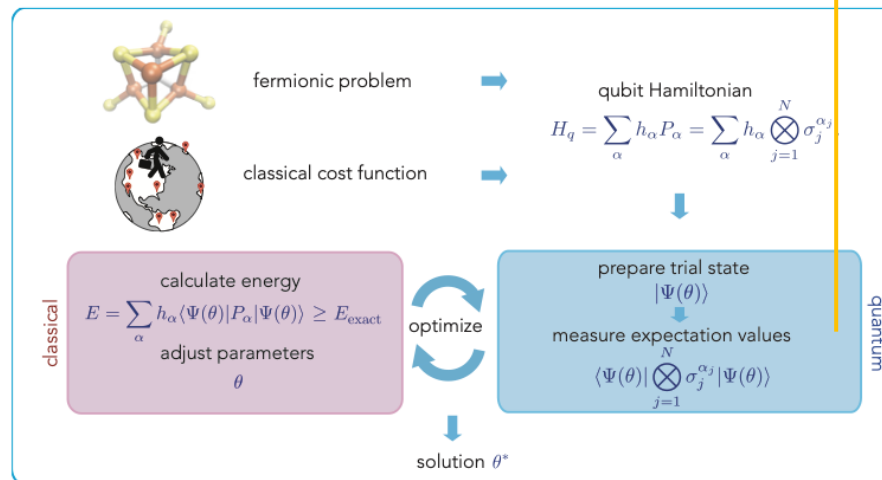 fermionic problem
qubit Hamiltonian
H_q = \sum_{\alpha} h_{\alpha} P_{\alpha} = \sum_{\alpha} h_{\alpha} \bigotimes_{j=1}^{N} \sigma_j^{\alpha_j}.
classical cost function
classical
calculate energy
E = \sum_{\alpha} h_{\alpha} \langle\Psi(\theta)|P_{\alpha}|\Psi(\theta)\rangle \geq E_{\text{exact}}
adjust parameters
θ
optimize
prepare trial state
|\Psi(\theta)\rangle
measure expectation values
\langle\Psi(\theta)| \bigotimes_{j=1}^{N} \sigma_j^{\alpha_j} |\Psi(\theta)\rangle
quantum
solution θ*